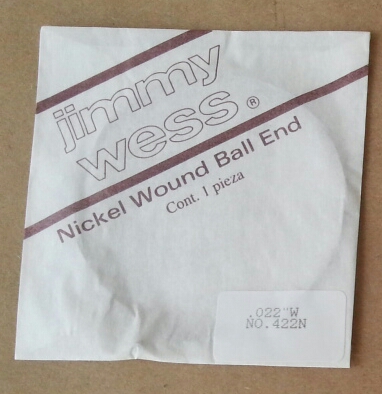 jimmy
wess®
Nickel Wound Ball End
Cont. 1 pieza
.022"W
NO.422N